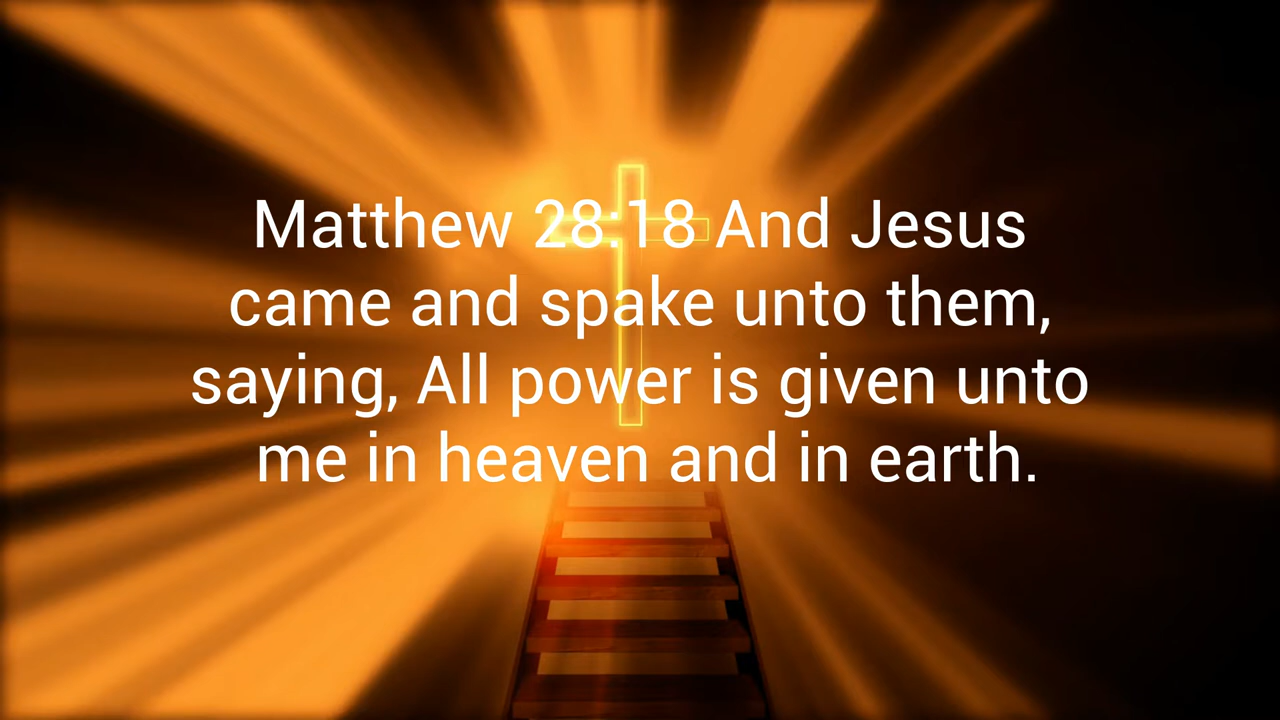 Matthew 28:18 And Jesus
came and spake unto them,
saying, All power is given unto
me in heaven and in earth.